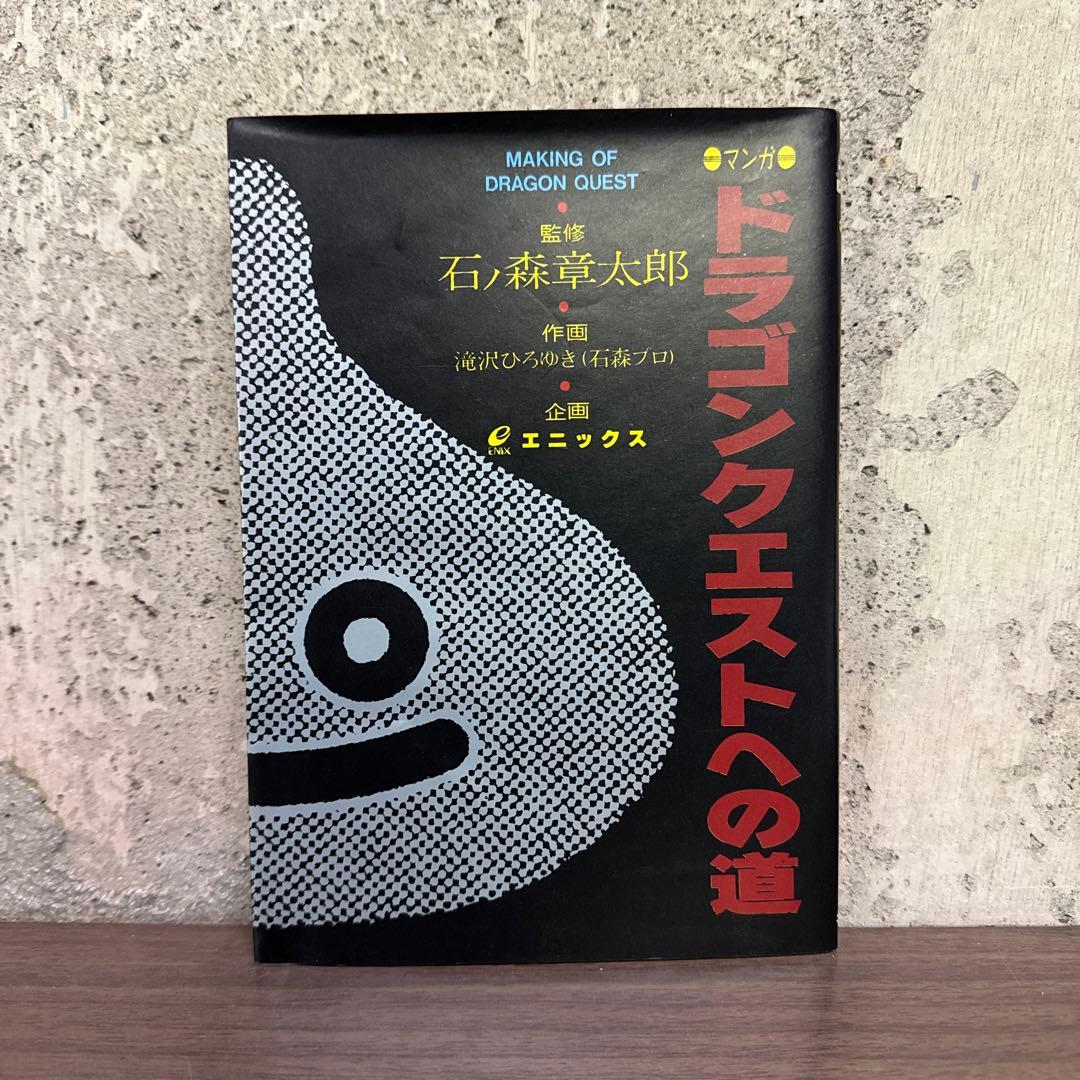 ●マンガ●
ドラゴンクエストへの道
MAKING OF
DRAGON QUEST
監修
石ノ森章太郎
作画
滝沢ひろゆき(石森プロ)
企画
e ENIX エニックス